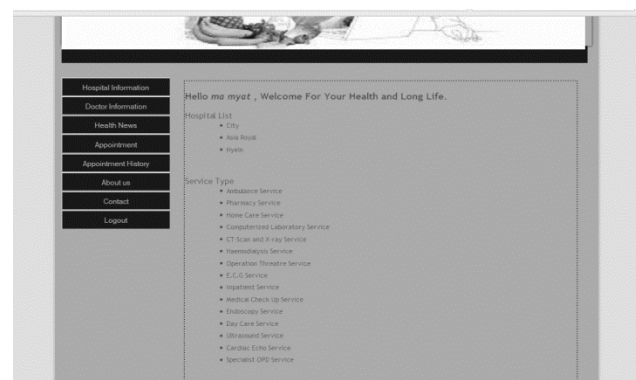 Hospital Information
Doctor Information
Health News
Appointment
Appointment History
About us
Contact
Logout
Hello ma myat , Welcome For Your Health and Long Life.
Hospital List
City
Asia Royal
Hyein
Service Type
Ambulance Service
Pharmacy Service
Home Care Service
Computerized Laboratory Service
CT-Scan and X-ray Service
Haemodialysis Service
Operation Threatre Service
E.C.G Service
Inpatient Service
Medical Check Up Service
Endoscopy Service
Day Care Service
Ultrasound Service
Cardiac Echo Service
Specialist OPD Service